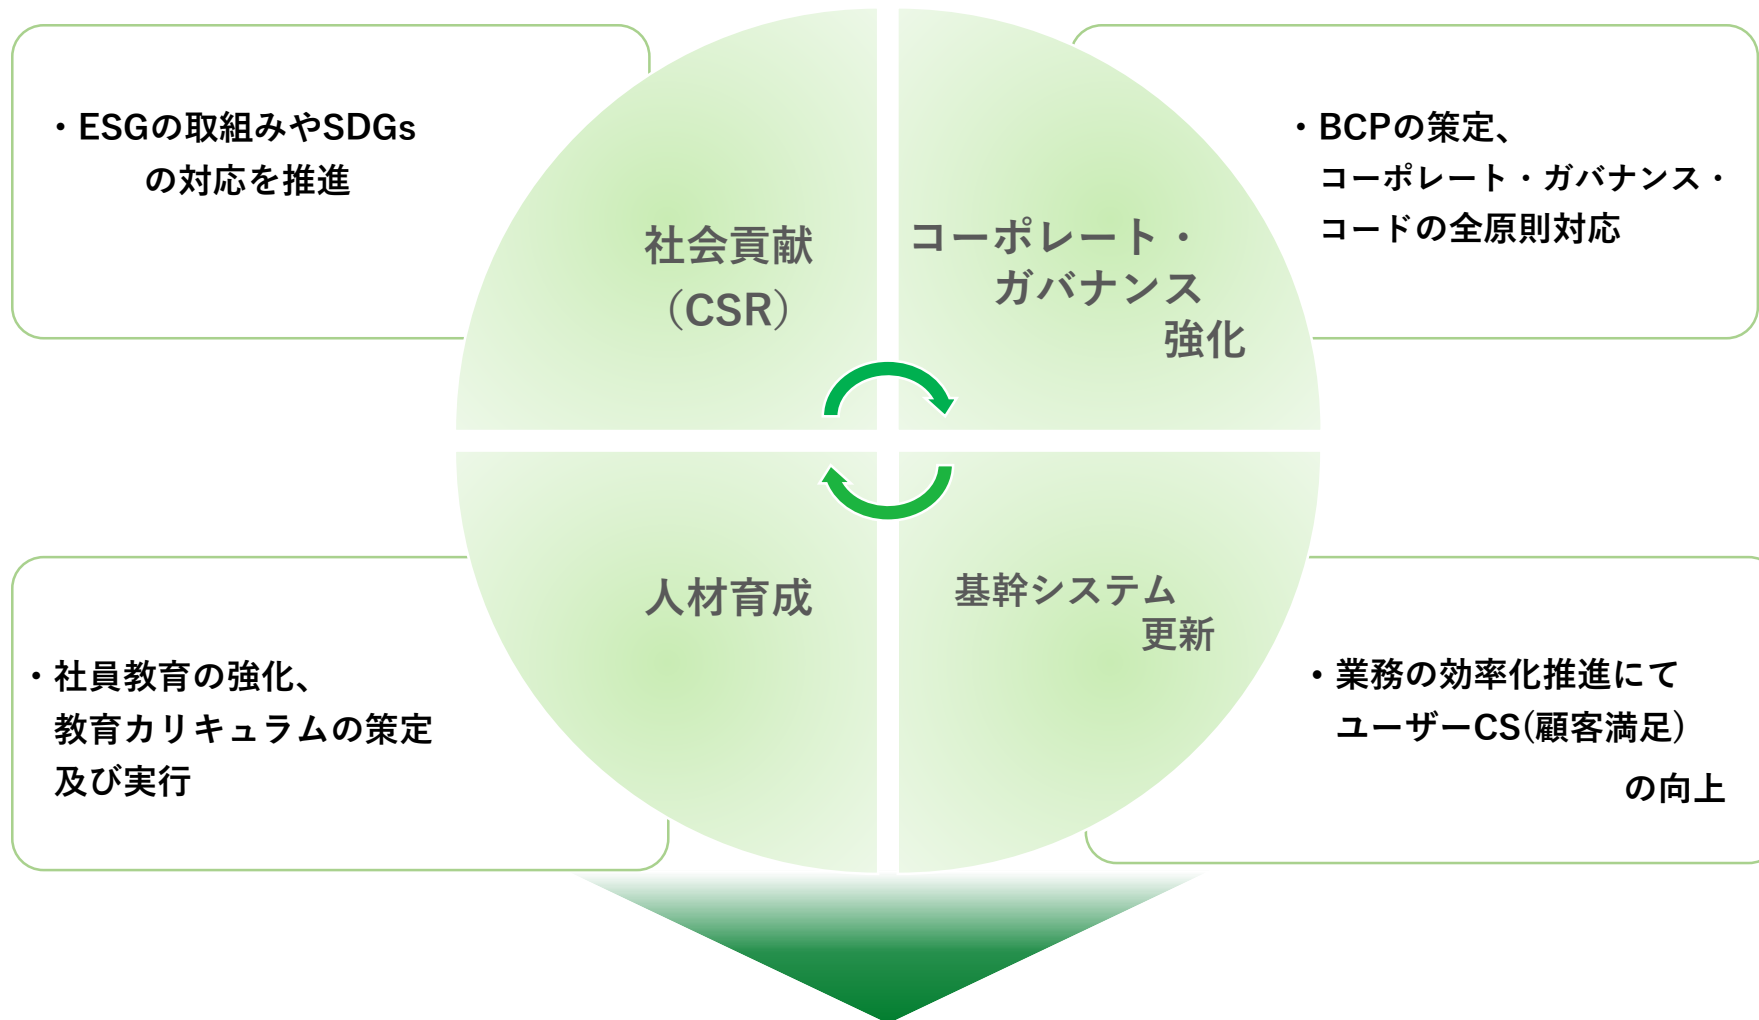 ・ESGの取組みやSDGs
の対応を推進
社会貢献
（CSR）
コーポレート・
ガバナンス
強化
・BCPの策定、
コーポレート・ガバナンス・
コードの全原則対応
・社員教育の強化、
教育カリキュラムの策定
及び実行
人材育成
基幹システム
更新
・業務の効率化推進にて
ユーザーCS(顧客満足)
の向上